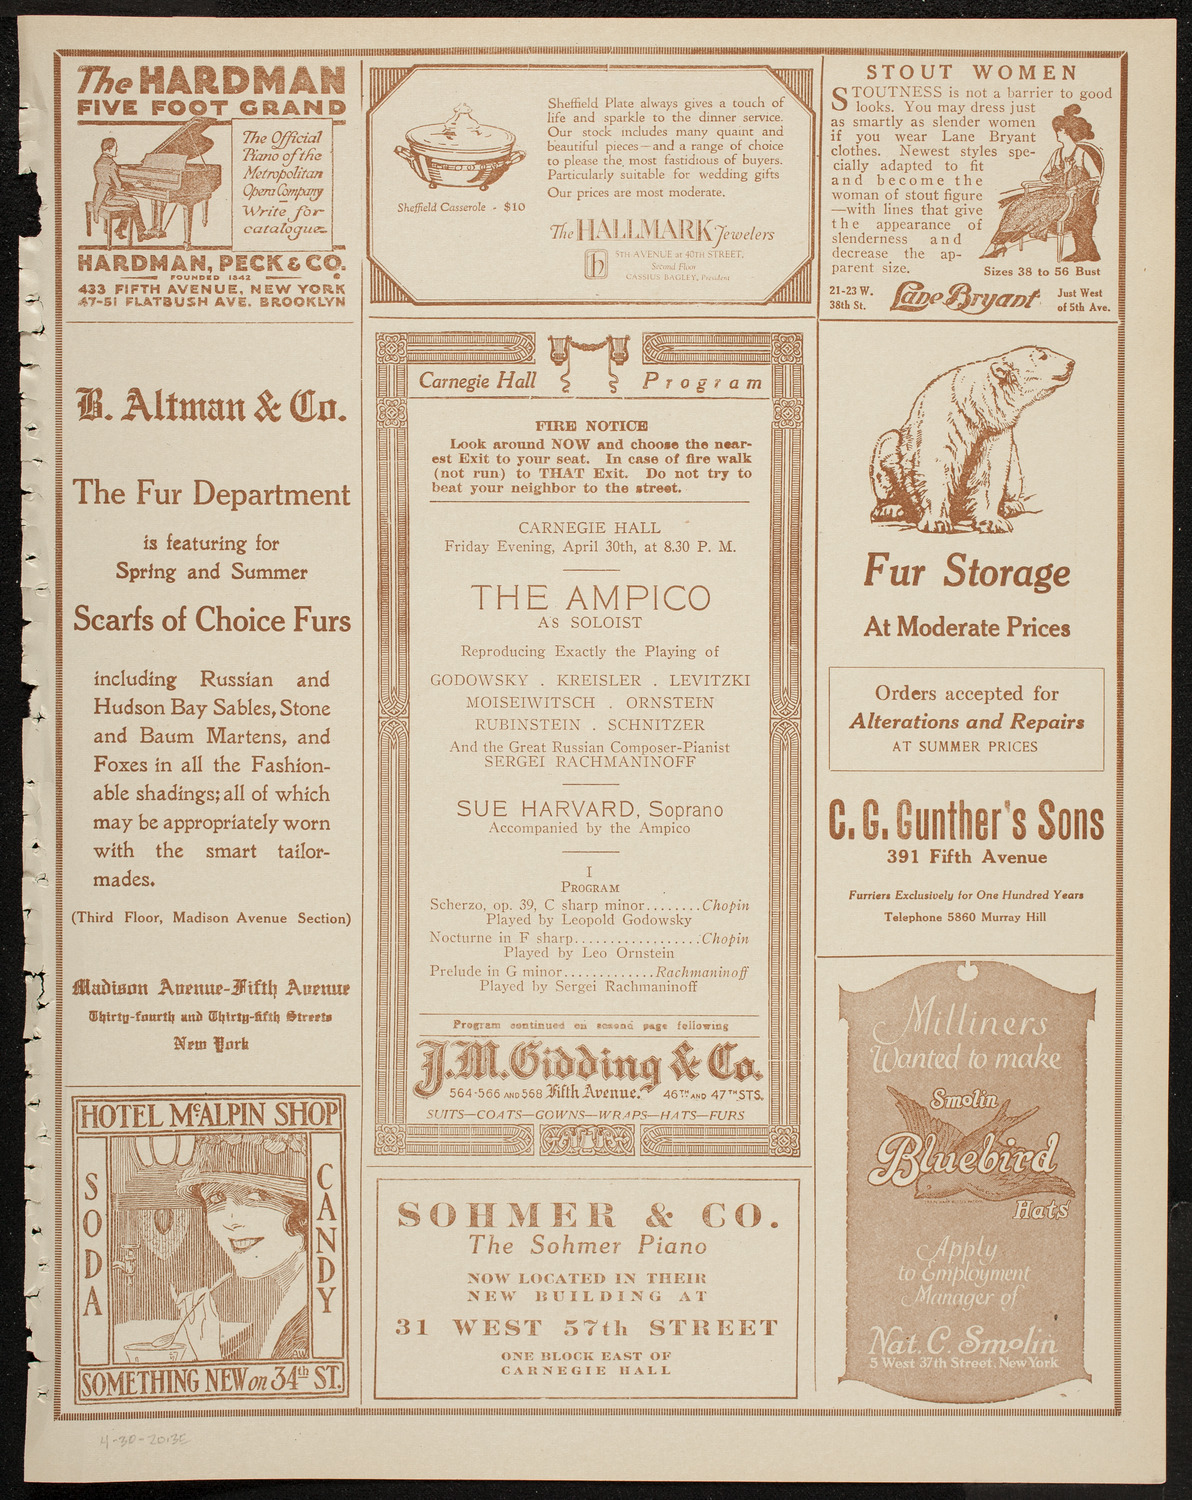 The HARDMAN
FIVE FOOT GRAND
The Official
Piano of the
Metropolitan
Opera Company
Write for
catalogue
HARDMAN, PECK & CO.
FOUNDED 1842
433 FIFTH AVENUE, NEW YORK
47-51 FLATBUSH AVE. BROOKLYN
B. Altman & Co.
The Fur Department
is featuring for
Spring and Summer
Scarfs of Choice Furs
including Russian and
Hudson Bay Sables, Stone
and Baum Martens, and
Foxes in all the Fashion-
able shadings; all of which
may be appropriately worn
with the smart tailor-
mades.
(Third Floor, Madison Avenue Section)
Madison Avenue-Fifth Avenue
Thirty-fourth and Thirty-fifth Streets
New York
HOTEL McALPIN SHOP
SODA
CANDY
SOMETHING NEW on 34th ST.
Sheffield Casserole - $10
Sheffield Plate always gives a touch of
life and sparkle to the dinner service.
Our stock includes many quaint and
beautiful pieces—and a range of choice
to please the most fastidious of buyers.
Particularly suitable for wedding gifts
Our prices are most moderate.
The HALLMARK Jewelers
h
5TH AVENUE at 40TH STREET,
Second Floor
CASSIUS BAGLEY, President
Carnegie Hall Program
FIRE NOTICE
Look around NOW and choose the near-
est Exit to your seat. In case of fire walk
(not run) to THAT Exit. Do not try to
beat your neighbor to the street.
CARNEGIE HALL
Friday Evening, April 30th, at 8.30 P. M.
THE AMPICO
AS SOLOIST
Reproducing Exactly the Playing of
GODOWSKY . KREISLER . LEVITZKI
MOISEIWITSCH . ORNSTEIN
RUBINSTEIN . SCHNITZER
And the Great Russian Composer-Pianist
SERGEI RACHMANINOFF
SUE HARVARD, Soprano
Accompanied by the Ampico
I
PROGRAM
Scherzo, op. 39, C sharp minor........Chopin
Played by Leopold Godowsky
Nocturne in F sharp..................Chopin
Played by Leo Ornstein
Prelude in G minor.............Rachmaninoff
Played by Sergei Rachmaninoff
Program continued on second page following
J. M. Gidding & Co.
564-566 AND 568 Fifth Avenue. 46TH AND 47TH STS.
SUITS—COATS—GOWNS—WRAPS—HATS—FURS
SOHMER & CO.
The Sohmer Piano
NOW LOCATED IN THEIR
NEW BUILDING AT
31 WEST 57th STREET
ONE BLOCK EAST OF
CARNEGIE HALL
STOUT WOMEN
STOUTNESS is not a barrier to good
looks. You may dress just
as smartly as slender women
if you wear Lane Bryant
clothes. Newest styles spe-
cially adapted to fit
and become the
woman of stout figure
—with lines that give
the appearance of
slenderness and
decrease the ap-
parent size.
Sizes 38 to 56 Bust
21-23 W.
38th St.
Lane Bryant
Just West
of 5th Ave.
Fur Storage
At Moderate Prices
Orders accepted for
Alterations and Repairs
AT SUMMER PRICES
C. G. Gunther's Sons
391 Fifth Avenue
Furriers Exclusively for One Hundred Years
Telephone 5860 Murray Hill
Milliners
Wanted to make
Smolin
Bluebird
Hats
Apply
to Employment
Manager of
Nat. C. Smolin
5 West 37th Street, New York
4-30-20BE